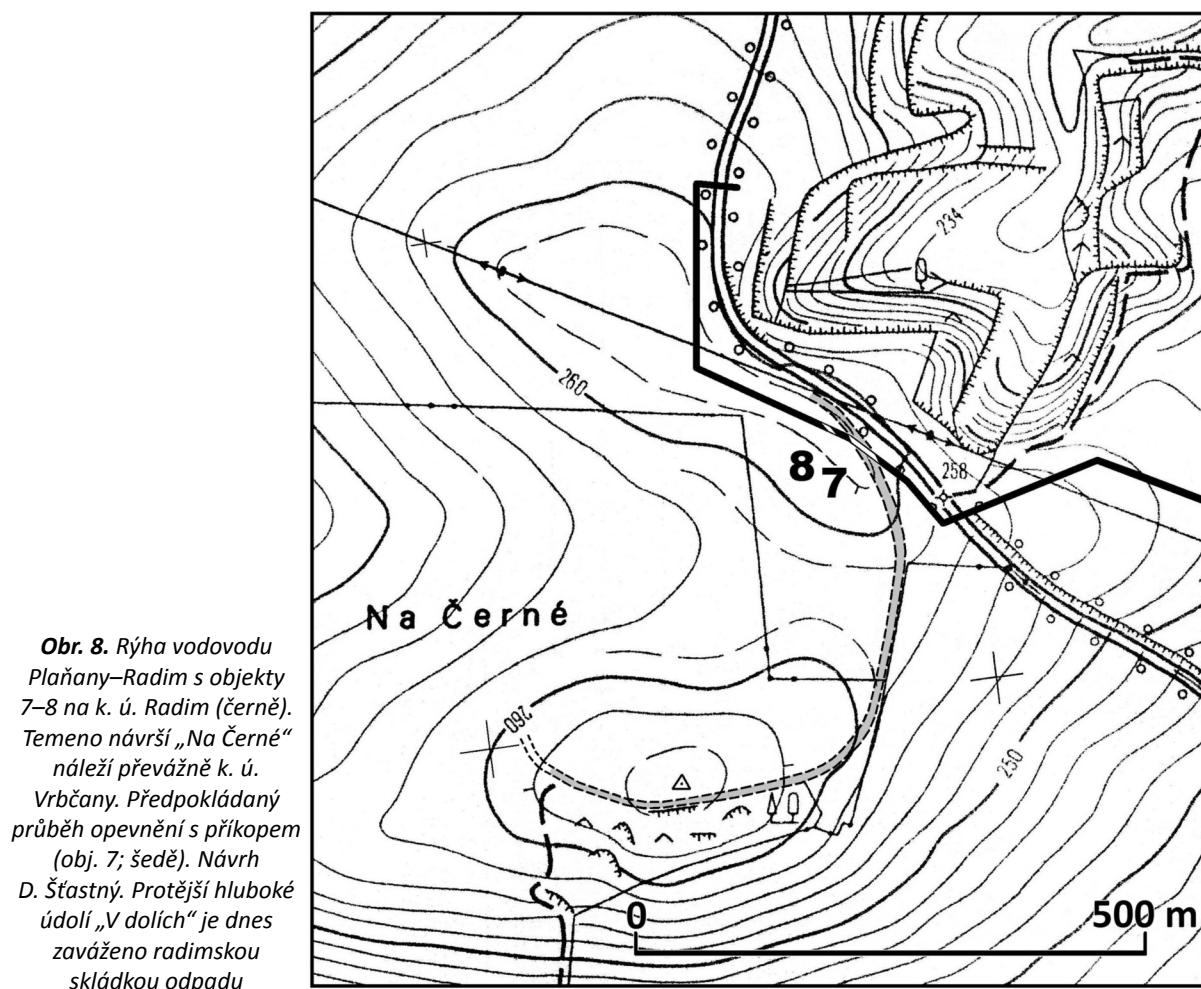 Obr. 8. Rýha vodovodu
Plaňany–Radim s objekty
7–8 na k. ú. Radim (černě).
Temeno návrší „Na Černé“
náleží převážně k. ú.
Vrbčany. Předpokládaný
průběh opevnění s příkopem
(obj. 7; šedě). Návrh
D. Šťastný. Protější hluboké
údolí „V dolích“ je dnes
zaváženo radimskou
skládkou odpadu
234
260
8 7
258
Na Černé
260
250
0 500 m